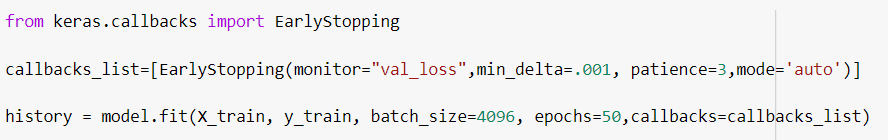 from keras.callbacks import EarlyStopping
callbacks_list=[EarlyStopping(monitor="val_loss",min_delta=.001, patience=3,mode='auto')]
history = model.fit(X_train, y_train, batch_size=4096, epochs=50,callbacks=callbacks_list)